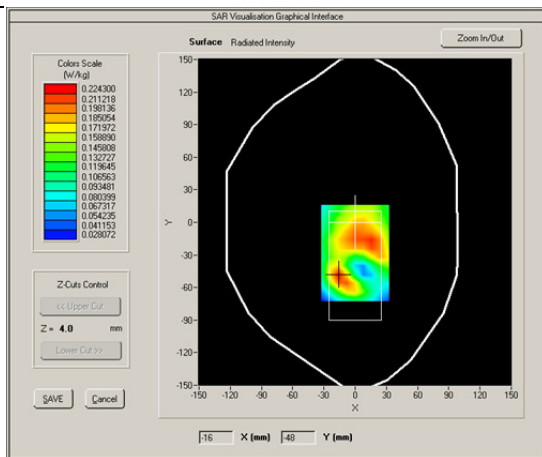 SAR Visualisation Graphical Interface
Surface Radiated Intensity
Zoom In/Out
Colors Scale
(W/kg)
0.224300
0.211218
0.198136
0.185054
0.171972
0.158890
0.145808
0.132727
0.119645
0.106563
0.093481
0.080399
0.067317
0.054235
0.041153
0.028072
150-
120-
90-
60-
30-
0-
-30-
-60-
-90-
-120-
-150-
Y
-150 -120 -90 -60 -30 0 30 60 90 120 150
X
Z-Cuts Control
<< Upper Cut
Z = 4.0 mm
Lower Cut >>
SAVE Cancel
-16 X (mm) -48 Y (mm)